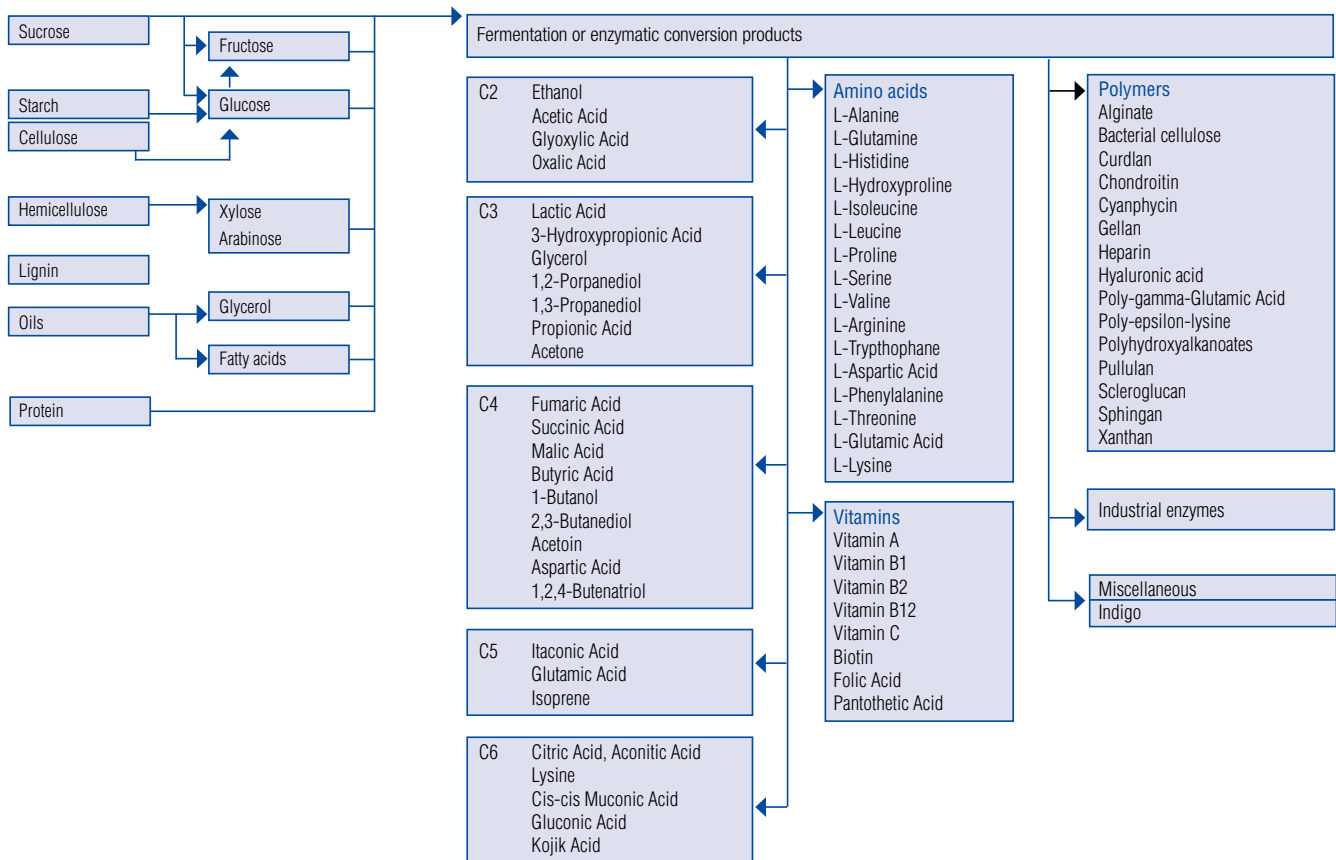 Sucrose
Fructose
Starch
Glucose
Cellulose
Hemicellulose
Xylose
Arabinose
Lignin
Oils
Glycerol
Fatty acids
Protein
Fermentation or enzymatic conversion products
C2 Ethanol
Acetic Acid
Glyoxylic Acid
Oxalic Acid
C3 Lactic Acid
3-Hydroxypropionic Acid
Glycerol
1,2-Porpanediol
1,3-Propanediol
Propionic Acid
Acetone
C4 Fumaric Acid
Succinic Acid
Malic Acid
Butyric Acid
1-Butanol
2,3-Butanediol
Acetoin
Aspartic Acid
1,2,4-Butenatriol
C5 Itaconic Acid
Glutamic Acid
Isoprene
C6 Citric Acid, Aconitic Acid
Lysine
Cis-cis Muconic Acid
Gluconic Acid
Kojik Acid
Amino acids
L-Alanine
L-Glutamine
L-Histidine
L-Hydroxyproline
L-Isoleucine
L-Leucine
L-Proline
L-Serine
L-Valine
L-Arginine
L-Trypthophane
L-Aspartic Acid
L-Phenylalanine
L-Threonine
L-Glutamic Acid
L-Lysine
Vitamins
Vitamin A
Vitamin B1
Vitamin B2
Vitamin B12
Vitamin C
Biotin
Folic Acid
Pantothetic Acid
Polymers
Alginate
Bacterial cellulose
Curdlan
Chondroitin
Cyanphycin
Gellan
Heparin
Hyaluronic acid
Poly-gamma-Glutamic Acid
Poly-epsilon-lysine
Polyhydroxyalkanoates
Pullulan
Scleroglucan
Sphingan
Xanthan
Industrial enzymes
Miscellaneous
Indigo